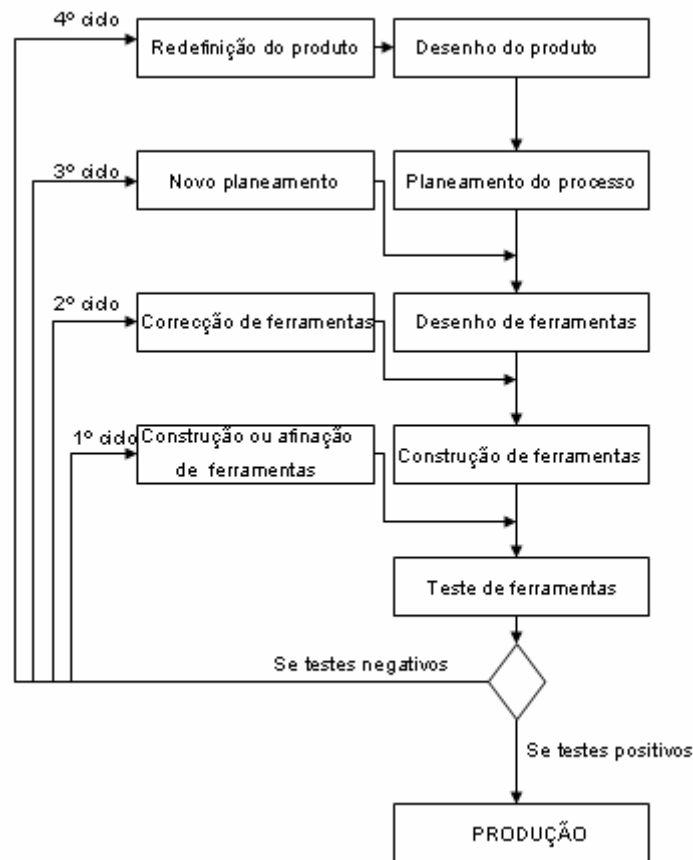 4º ciclo
Redefinição do produto
Desenho do produto
3º ciclo
Novo planeamento
Planeamento do processo
2º ciclo
Correcção de ferramentas
Desenho de ferramentas
1º ciclo
Construção ou afinação
de ferramentas
Construção de ferramentas
Teste de ferramentas
Se testes negativos
Se testes positivos
PRODUÇÃO